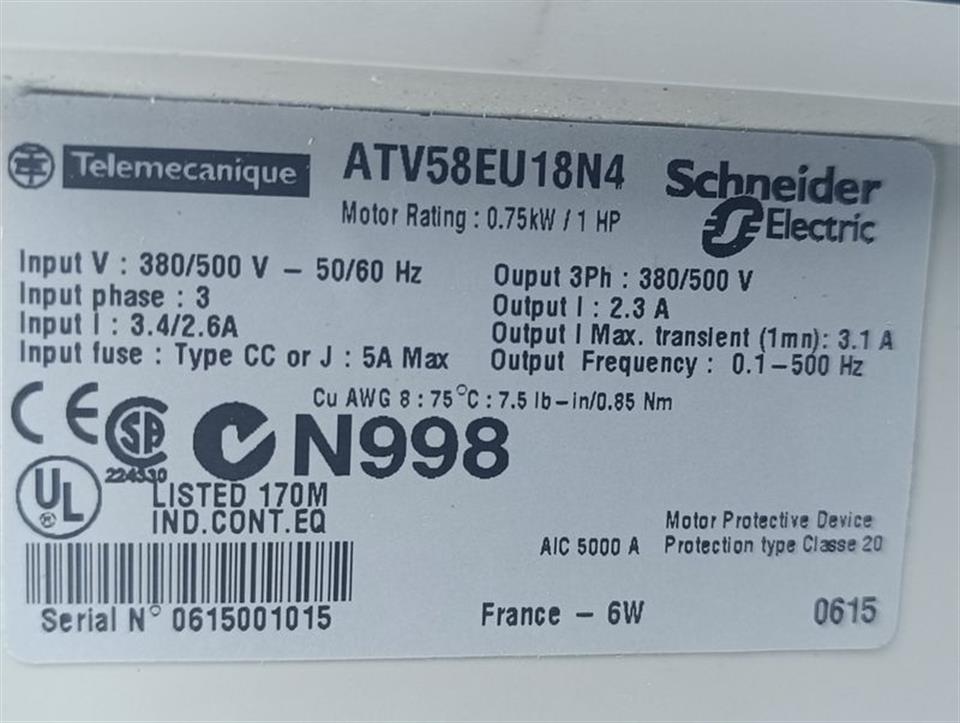 Telemecanique ATV58EU18N4 Schneider Electric
Motor Rating : 0.75kW / 1 HP
Input V : 380/500 V – 50/60 Hz
Input phase : 3
Input I : 3.4/2.6A
Input fuse : Type CC or J : 5A Max
Ouput 3Ph : 380/500 V
Output I : 2.3 A
Output I Max. transient (1mn): 3.1 A
Output Frequency : 0.1–500 Hz
Cu AWG 8 : 75°C : 7.5 lb–in/0.85 Nm
CE SA N998
UL LISTED 170M
IND.CONT.EQ
AIC 5000 A
Motor Protective Device
Protection type Classe 20
Serial N° 0615001015
France – 6W
0615